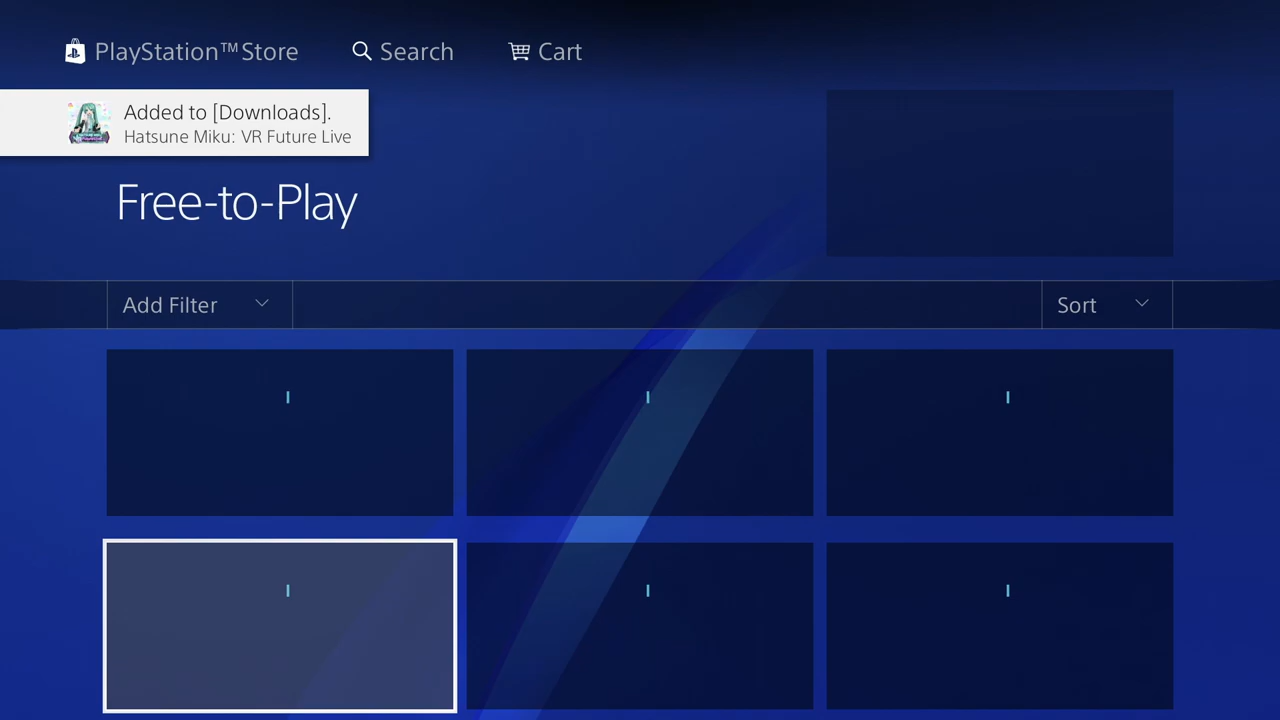 PlayStation™Store
Search
Cart
Added to [Downloads].
Hatsune Miku: VR Future Live
Free-to-Play
Add Filter
Sort